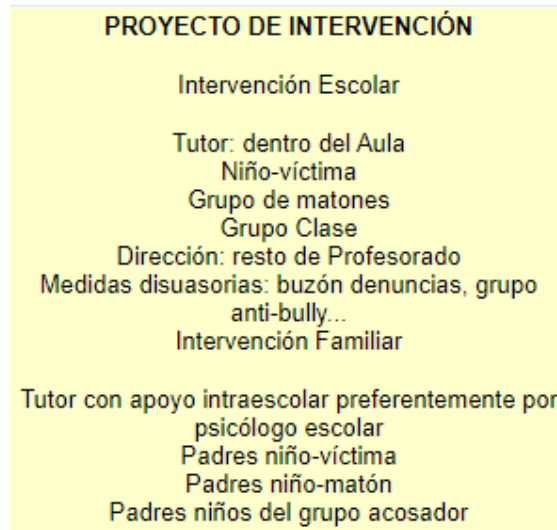 PROYECTO DE INTERVENCIÓN
Intervención Escolar
Tutor: dentro del Aula
Niño-víctima
Grupo de matones
Grupo Clase
Dirección: resto de Profesorado
Medidas disuasorias: buzón denuncias, grupo
anti-bully...
Intervención Familiar
Tutor con apoyo intraescolar preferentemente por
psicólogo escolar
Padres niño-víctima
Padres niño-matón
Padres niños del grupo acosador